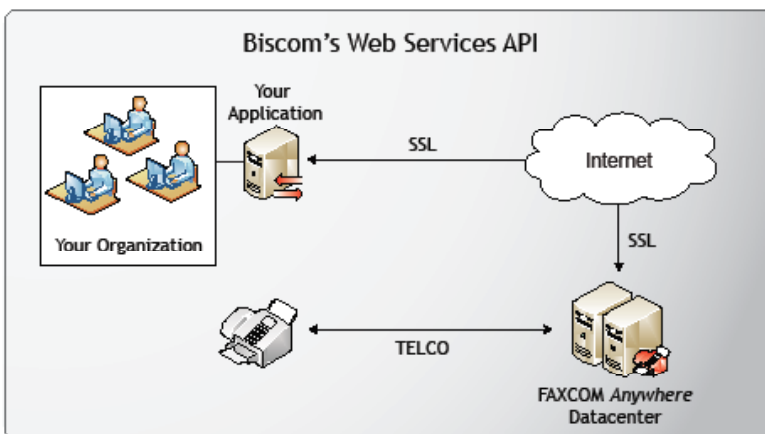 Biscom's Web Services API
Your
Application
SSL
Internet
Your Organization
SSL
TELCO
FAXCOM Anywhere
Datacenter